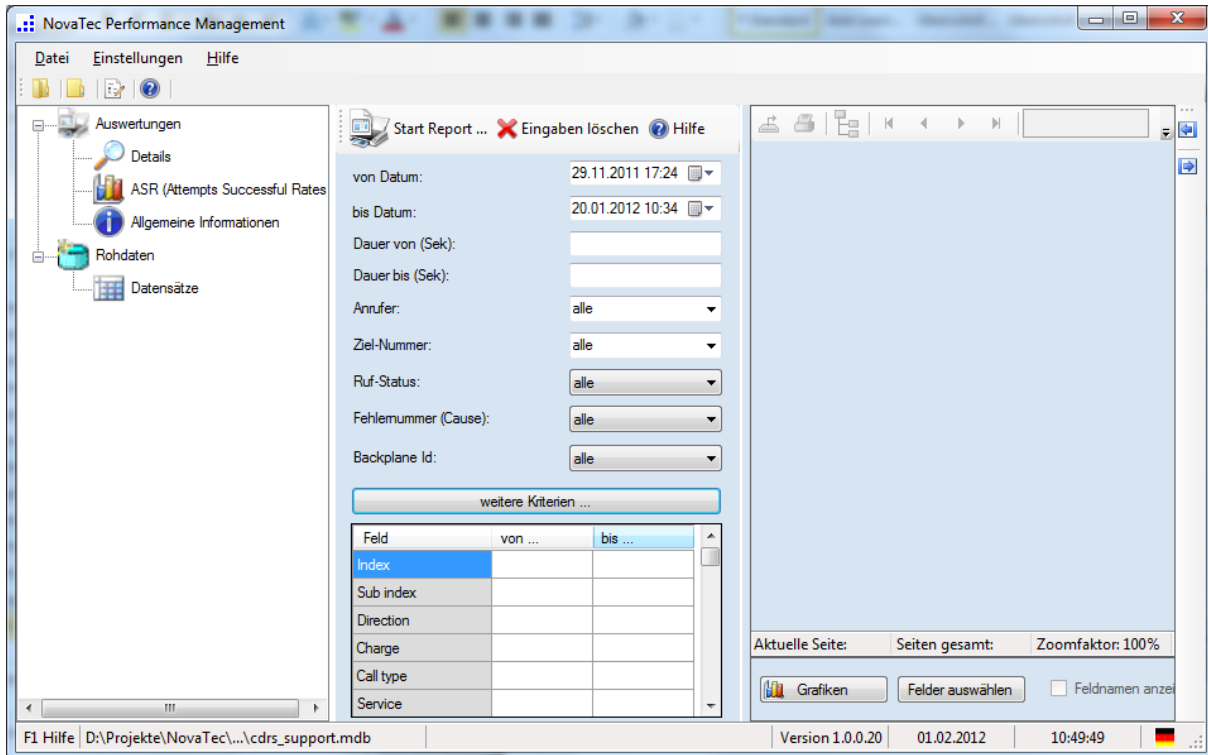 NovaTec Performance Management
Datei Einstellungen Hilfe
Auswertungen
Details
ASR (Attempts Successful Rates
Allgemeine Informationen
Rohdaten
Datensätze
Start Report ... Eingaben löschen Hilfe
von Datum: 29.11.2011 17:24
bis Datum: 20.01.2012 10:34
Dauer von (Sek):
Dauer bis (Sek):
Anrufer: alle
Ziel-Nummer: alle
Ruf-Status: alle
Fehlernummer (Cause): alle
Backplane Id: alle
weitere Kriterien ...
Feld von ... bis ...
Index
Sub index
Direction
Charge
Call type
Service
Aktuelle Seite: Seiten gesamt: Zoomfaktor: 100%
Grafiken Felder auswählen Feldnamen anzei
F1 Hilfe D:\Projekte\NovaTec\...\cdrs_support.mdb Version 1.0.0.20 01.02.2012 10:49:49